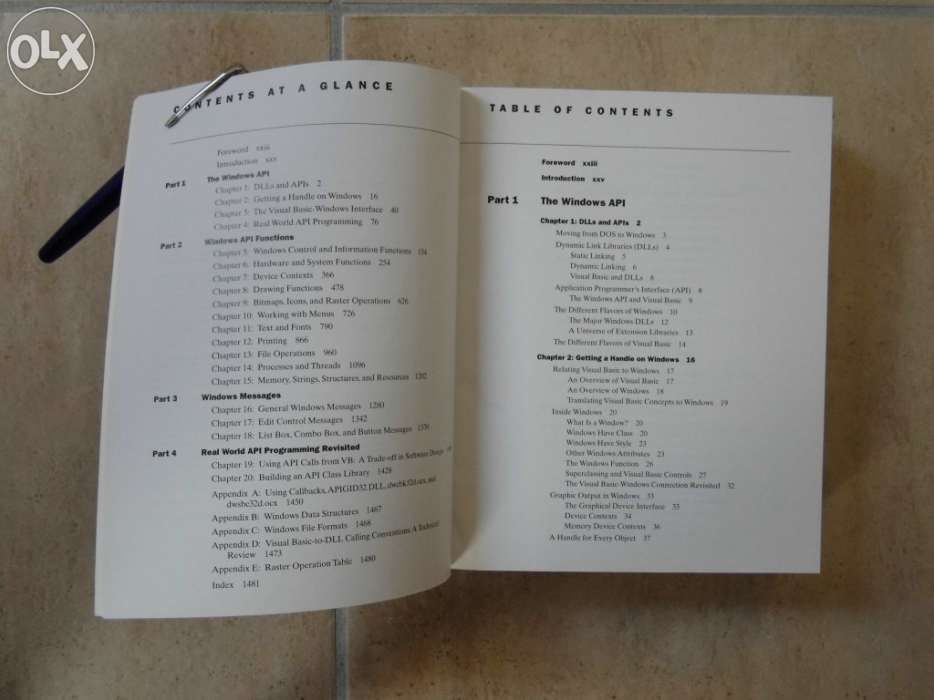 OLX
CONTENTS AT A GLANCE
Foreword xxiii
Introduction xxv
Part 1 The Windows API
Chapter 1: DLLs and APIs 2
Chapter 2: Getting a Handle on Windows 16
Chapter 3: The Visual Basic-Windows Interface 40
Chapter 4: Real World API Programming 76
Part 2 Windows API Functions
Chapter 5: Windows Control and Information Functions
Chapter 6: Hardware and System Functions 254
Chapter 7: Device Contexts 366
Chapter 8: Drawing Functions 478
Chapter 9: Bitmaps, Icons, and Raster Operations 626
Chapter 10: Working with Menus 726
Chapter 11: Text and Fonts 790
Chapter 12: Printing 866
Chapter 13: File Operations 960
Chapter 14: Processes and Threads 1096
Chapter 15: Memory, Strings, Structures, and Resources 1202
Part 3 Windows Messages
Chapter 16: General Windows Messages 1280
Chapter 17: Edit Control Messages 1342
Chapter 18: List Box, Combo Box, and Button Messages
Part 4 Real World API Programming Revisited
Chapter 19: Using API Calls from VB: A Trade-off in Software Design
Chapter 20: Building an API Class Library 1428
Appendix A: Using Callbacks, APIGID32.DLL, dwcbk32d.ocx, and
dwsbc32d.ocx 1450
Appendix B: Windows Data Structures 1467
Appendix C: Windows File Formats 1468
Appendix D: Visual Basic-to-DLL Calling Conventions: A Technical
Review 1473
Appendix E: Raster Operation Table 1480
Index 1481
TABLE OF CONTENTS
Foreword xxiii
Introduction xxv
Part 1 The Windows API
Chapter 1: DLLs and APIs 2
Moving from DOS to Windows 3
Dynamic Link Libraries (DLLs) 4
Static Linking 5
Dynamic Linking 6
Visual Basic and DLLs 6
Application Programmer's Interface (API) 8
The Windows API and Visual Basic 9
The Different Flavors of Windows 10
The Major Windows DLLs 12
A Universe of Extension Libraries 13
The Different Flavors of Visual Basic 14
Chapter 2: Getting a Handle on Windows 16
Relating Visual Basic to Windows 17
An Overview of Visual Basic 17
An Overview of Windows 18
Translating Visual Basic Concepts to Windows 19
Inside Windows 20
What Is a Window? 20
Windows Have Class 20
Windows Have Style 23
Other Windows Attributes 23
The Windows Function 26
Superclassing and Visual Basic Controls 27
The Visual Basic-Windows Connection Revisited 32
Graphic Output in Windows 33
The Graphical Device Interface 33
Device Contexts 34
Memory Device Contexts 36
A Handle for Every Object 37